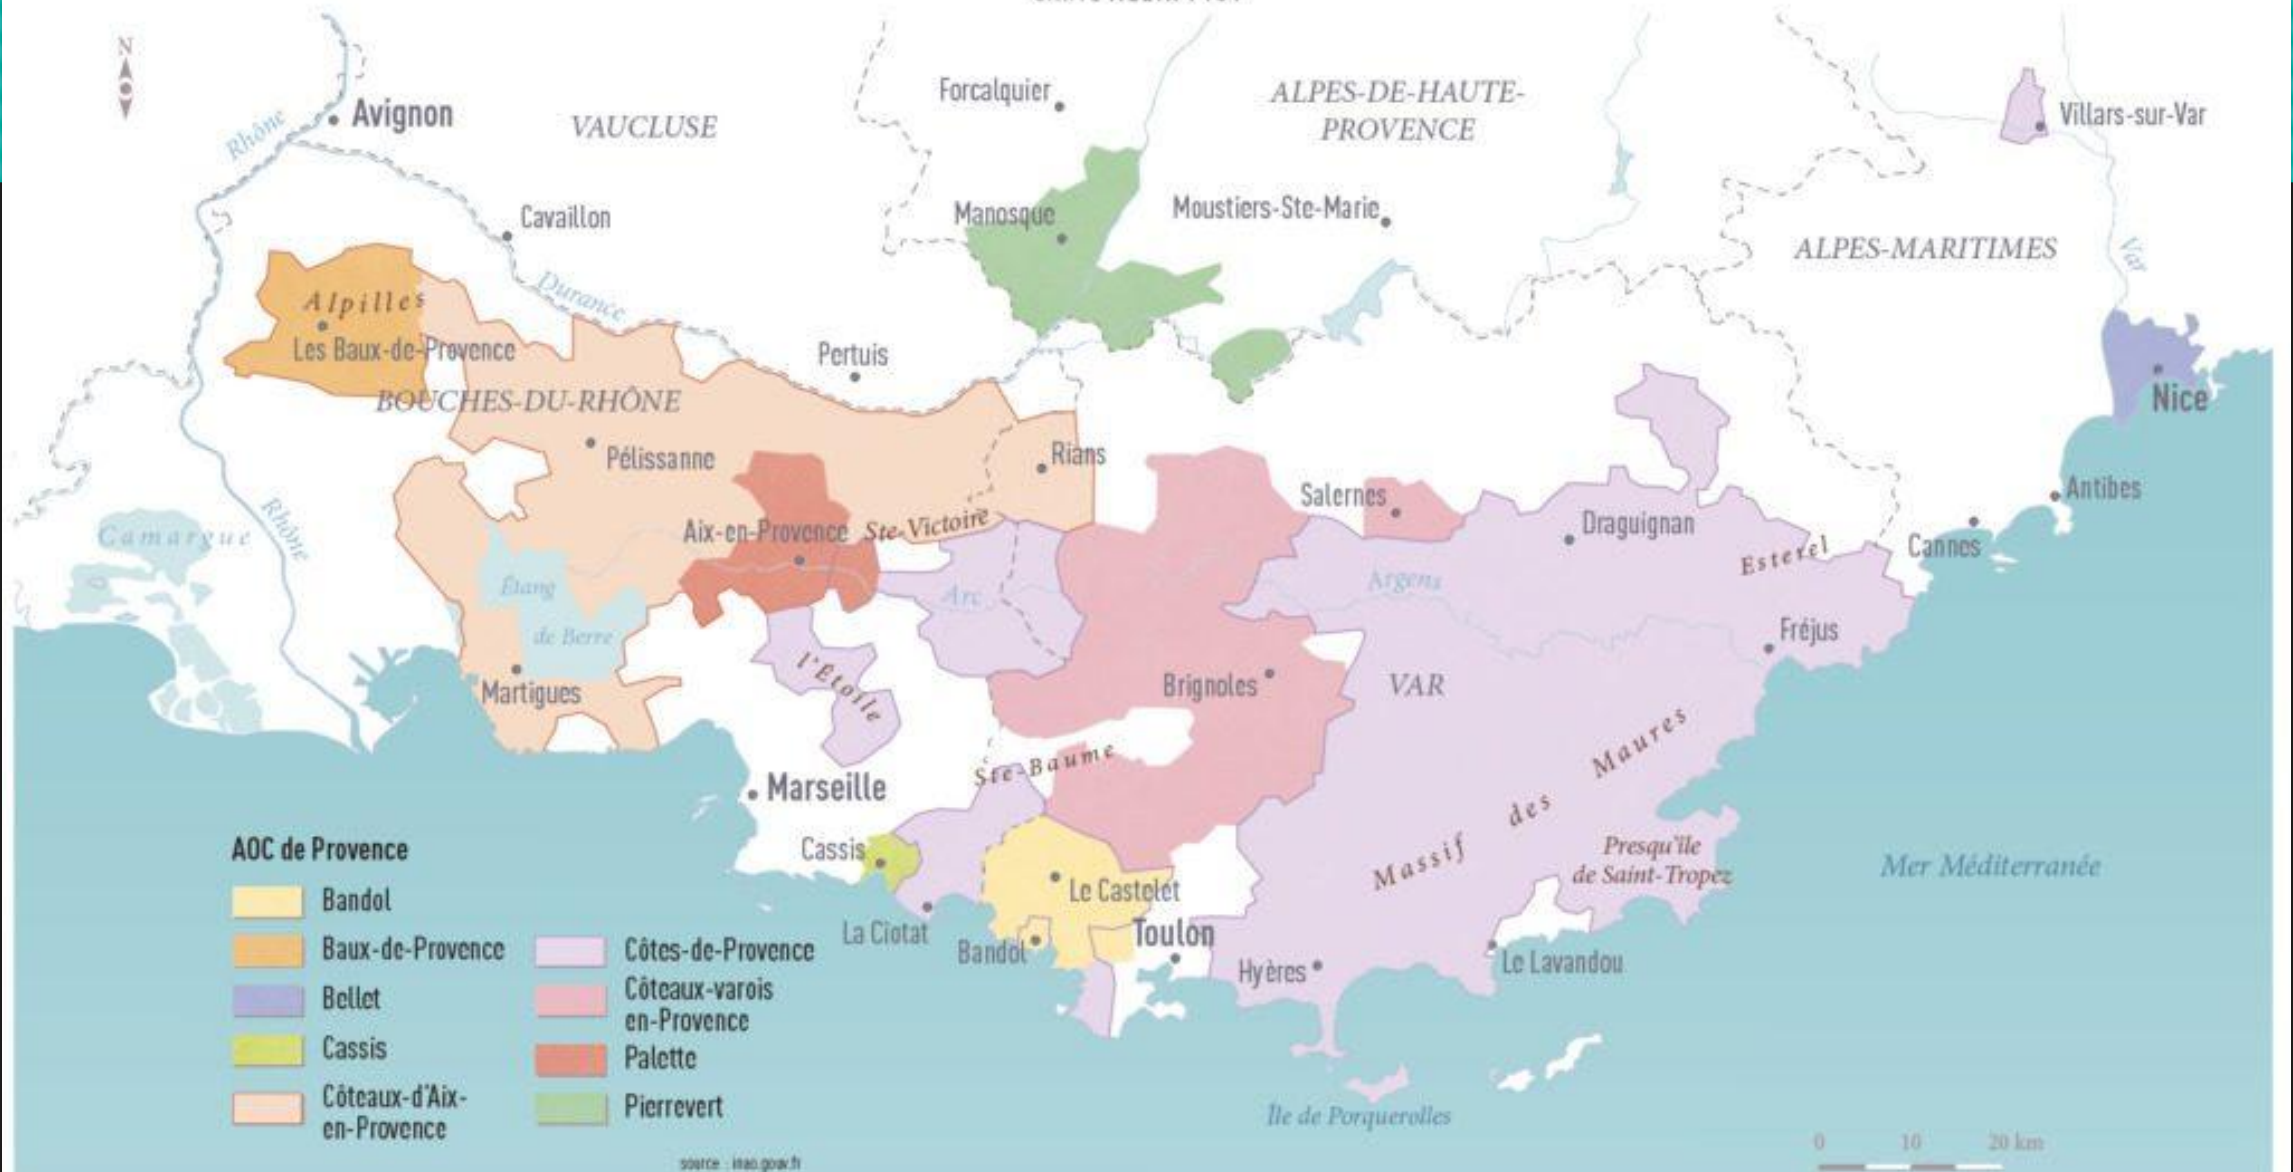 N
Avignon
Rhône
VAUCLUSE
Forcalquier
ALPES-DE-HAUTE-
PROVENCE
Villars-sur-Var
Cavaillon
Manosque
Moustiers-Ste-Marie
ALPES-MARITIMES
Var
Durance
Alpilles
Les Baux-de-Provence
Pertuis
BOUCHES-DU-RHÔNE
Nice
Pélissanne
Rians
Salernes
Antibes
Rhône
Camargue
Aix-en-Provence
Ste-Victoire
Draguignan
Esterel
Cannes
Étang
de Berre
Arc
Argens
Fréjus
Martigues
l'Étoile
Brignoles
VAR
Ste-Baume
Massif des Maures
Marseille
Cassis
Presqu'île
de Saint-Tropez
Mer Méditerranée
Le Castelet
La Ciotat
Bandol
Toulon
Hyères
Le Lavandou
Île de Porquerolles
AOC de Provence
Bandol
Baux-de-Provence
Bellet
Cassis
Côteaux-d'Aix-
en-Provence
Côtes-de-Provence
Côteaux-varois
en-Provence
Palette
Pierrevert
source : inao.gouv.fr
0 10 20 km